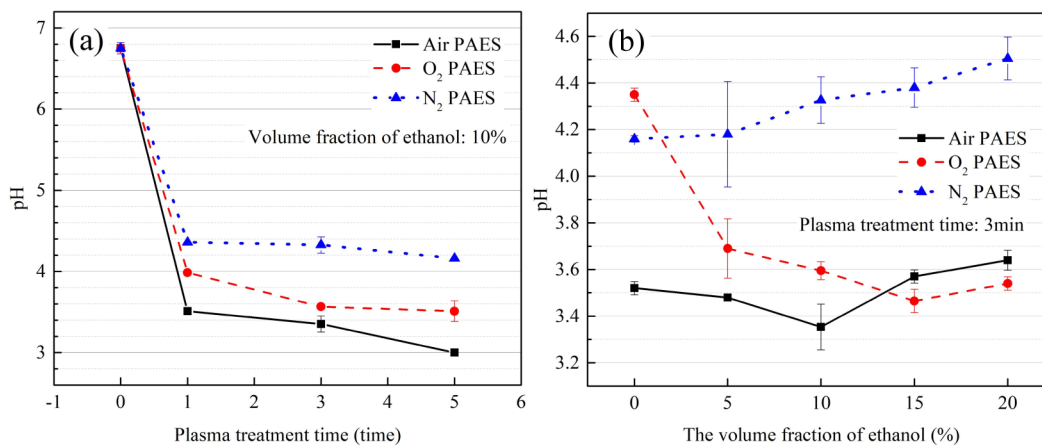 (a)
Air PAES
O₂ PAES
N₂ PAES
Volume fraction of ethanol: 10%
pH
7
6
5
4
3
-1 0 1 2 3 4 5 6
Plasma treatment time (time)
(b)
Air PAES
O₂ PAES
N₂ PAES
Plasma treatment time: 3min
pH
4.6
4.4
4.2
4.0
3.8
3.6
3.4
3.2
0 5 10 15 20
The volume fraction of ethanol (%)